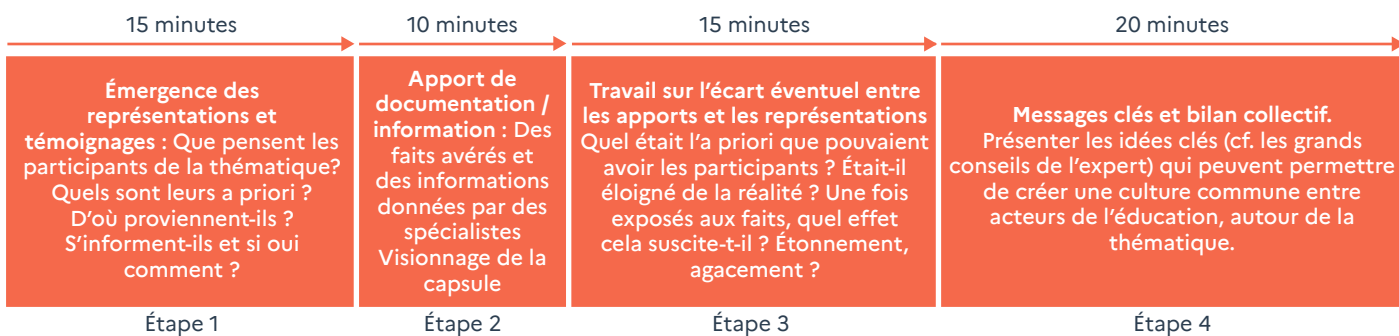 15 minutes
10 minutes
15 minutes
20 minutes
Émergence des
représentations et
témoignages : Que pensent les
participants de la thématique?
Quels sont leurs a priori ?
D’où proviennent-ils ?
S’informent-ils et si oui
comment ?
Apport de
documentation /
information : Des
faits avérés et
des informations
données par des
spécialistes
Visionnage de la
capsule
Travail sur l’écart éventuel entre
les apports et les représentations
Quel était l’a priori que pouvaient
avoir les participants ? Était-il
éloigné de la réalité ? Une fois
exposés aux faits, quel effet
cela suscite-t-il ? Étonnement,
agacement ?
Messages clés et bilan collectif.
Présenter les idées clés (cf. les grands
conseils de l’expert) qui peuvent permettre
de créer une culture commune entre
acteurs de l’éducation, autour de la
thématique.
Étape 1
Étape 2
Étape 3
Étape 4